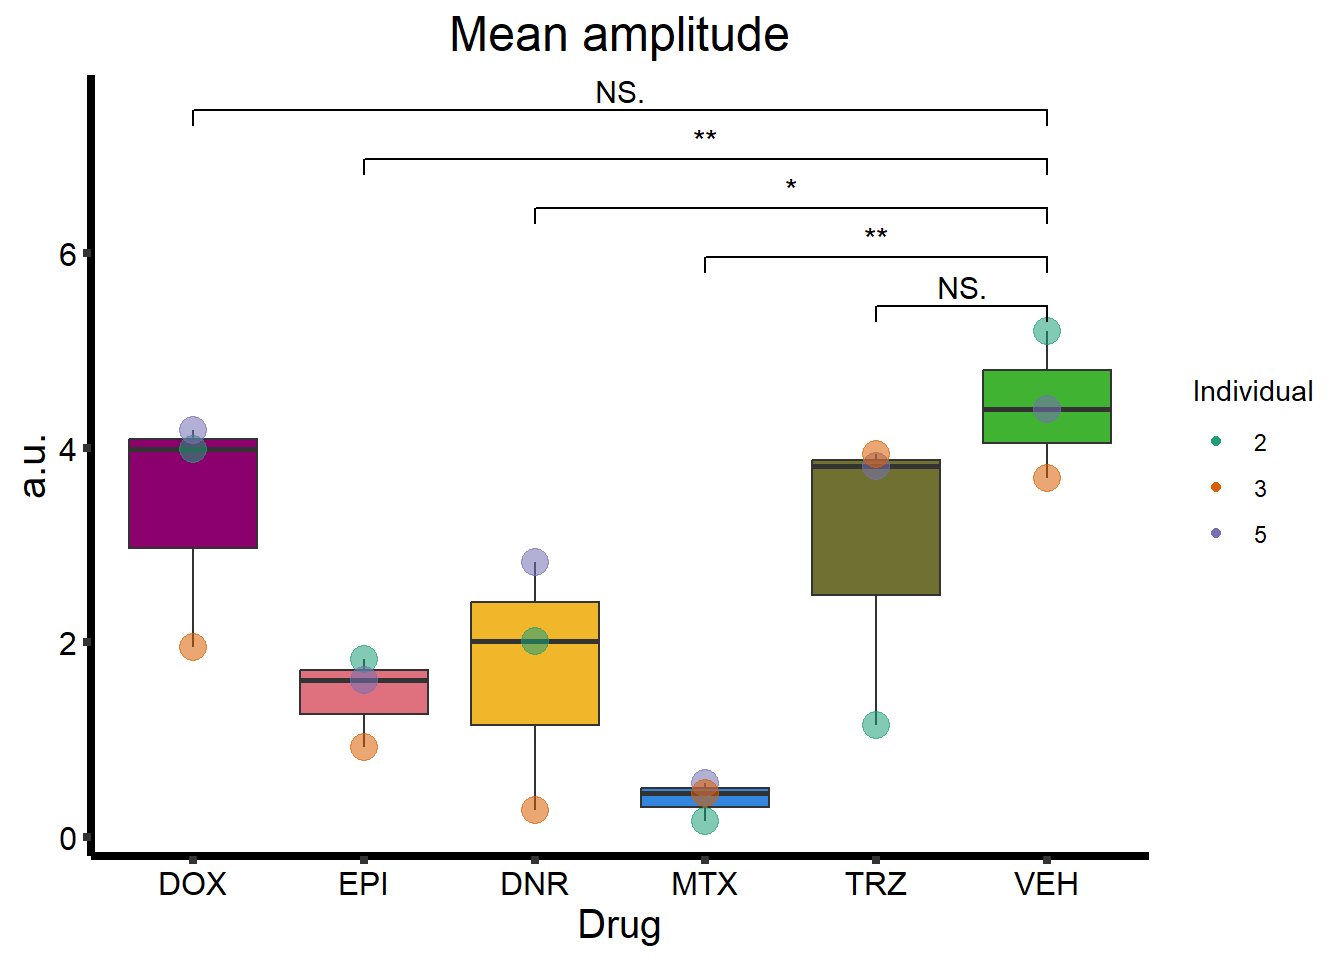 Mean amplitude
NS.
**
*
**
NS.
6
4
2
0
a.u.
DOX EPI DNR MTX TRZ VEH
Drug
Individual
2
3
5